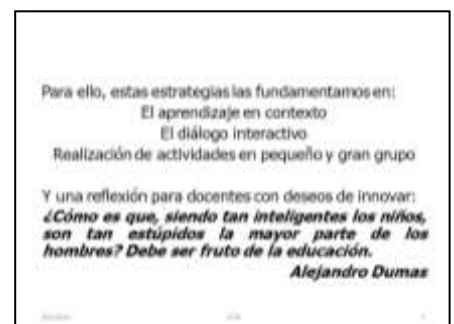 Para ello, estas estrategias las fundamentamos en:
El aprendizaje en contexto
El diálogo interactivo
Realización de actividades en pequeño y gran grupo
Y una reflexión para docentes con deseos de innovar:
¿Cómo es que, siendo tan inteligentes los niños,
son tan estúpidos la mayor parte de los
hombres? Debe ser fruto de la educación.
Alejandro Dumas